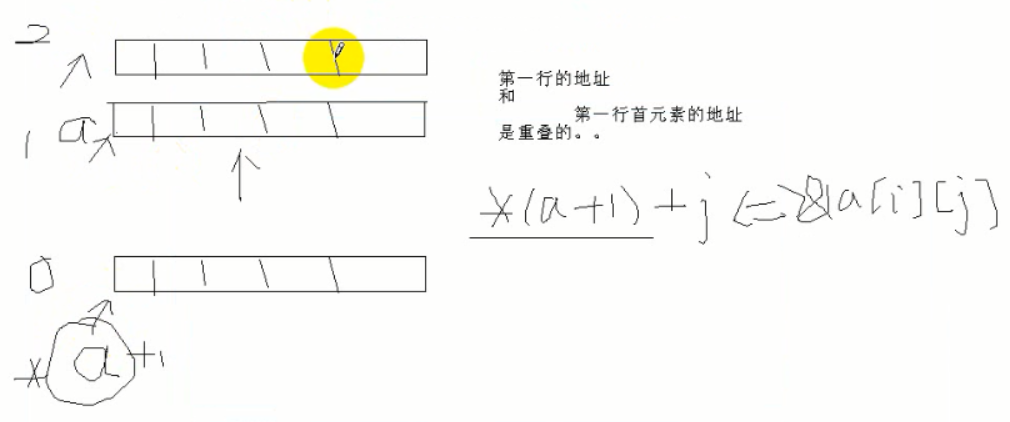 2
1 a
0
* a +1
第一行的地址
和
第一行首元素的地址
是重叠的。。
*(a+1)+j <=> &a[i][j]